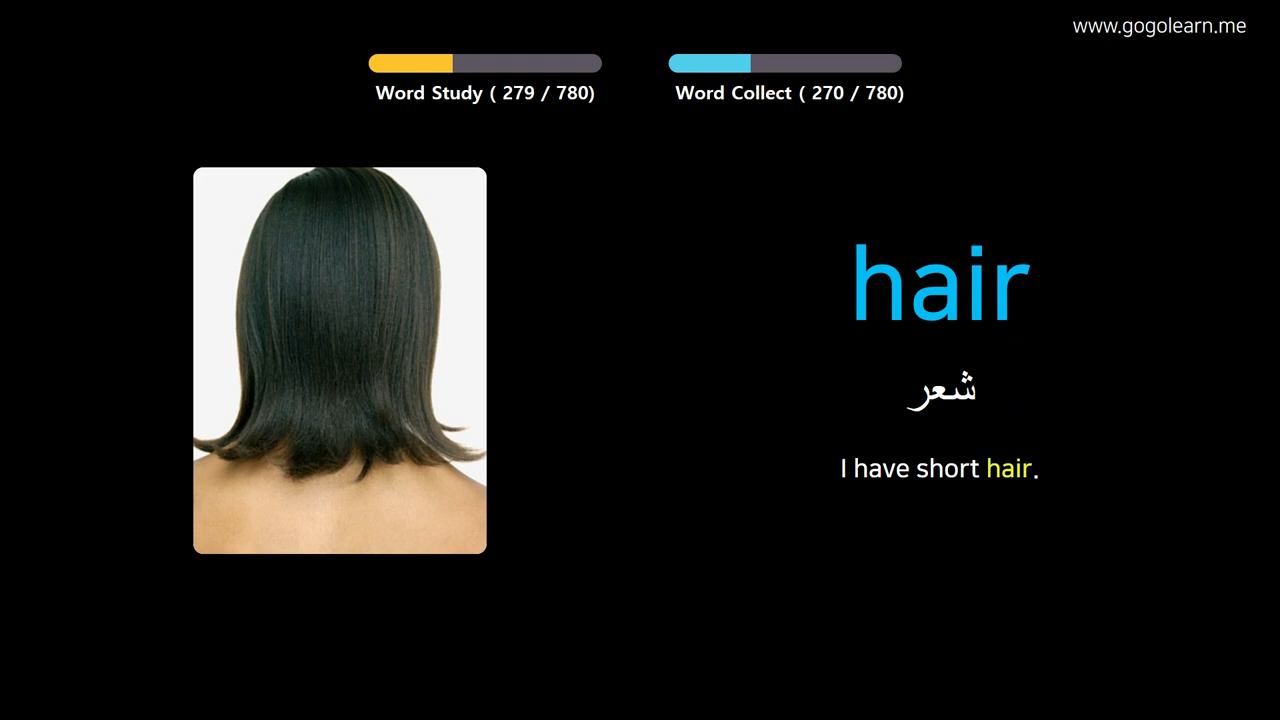 www.gogolearn.me
Word Study ( 279 / 780)
Word Collect ( 270 / 780)
hair
شعر
I have short hair.